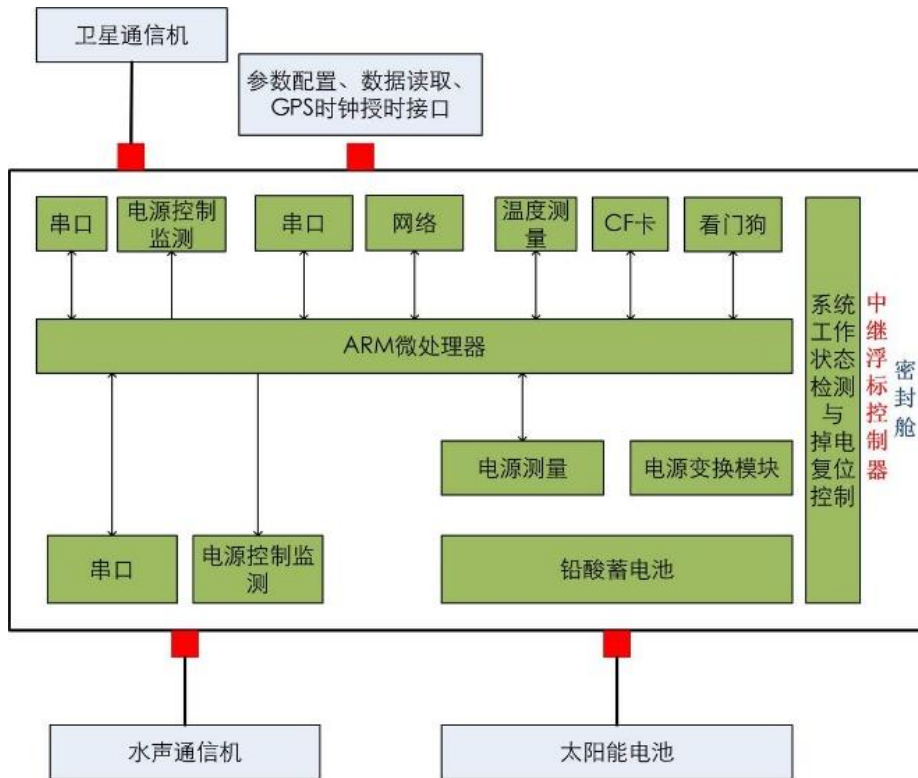 卫星通信机
参数配置、数据读取、
GPS时钟授时接口
串口
电源控制
监测
串口
网络
温度测
量
CF卡
看门狗
ARM微处理器
系统
工作
状态
检测
与
掉电
复位
控制
中继浮标控制器
密封舱
电源测量
电源变换模块
串口
电源控制监
测
铅酸蓄电池
水声通信机
太阳能电池